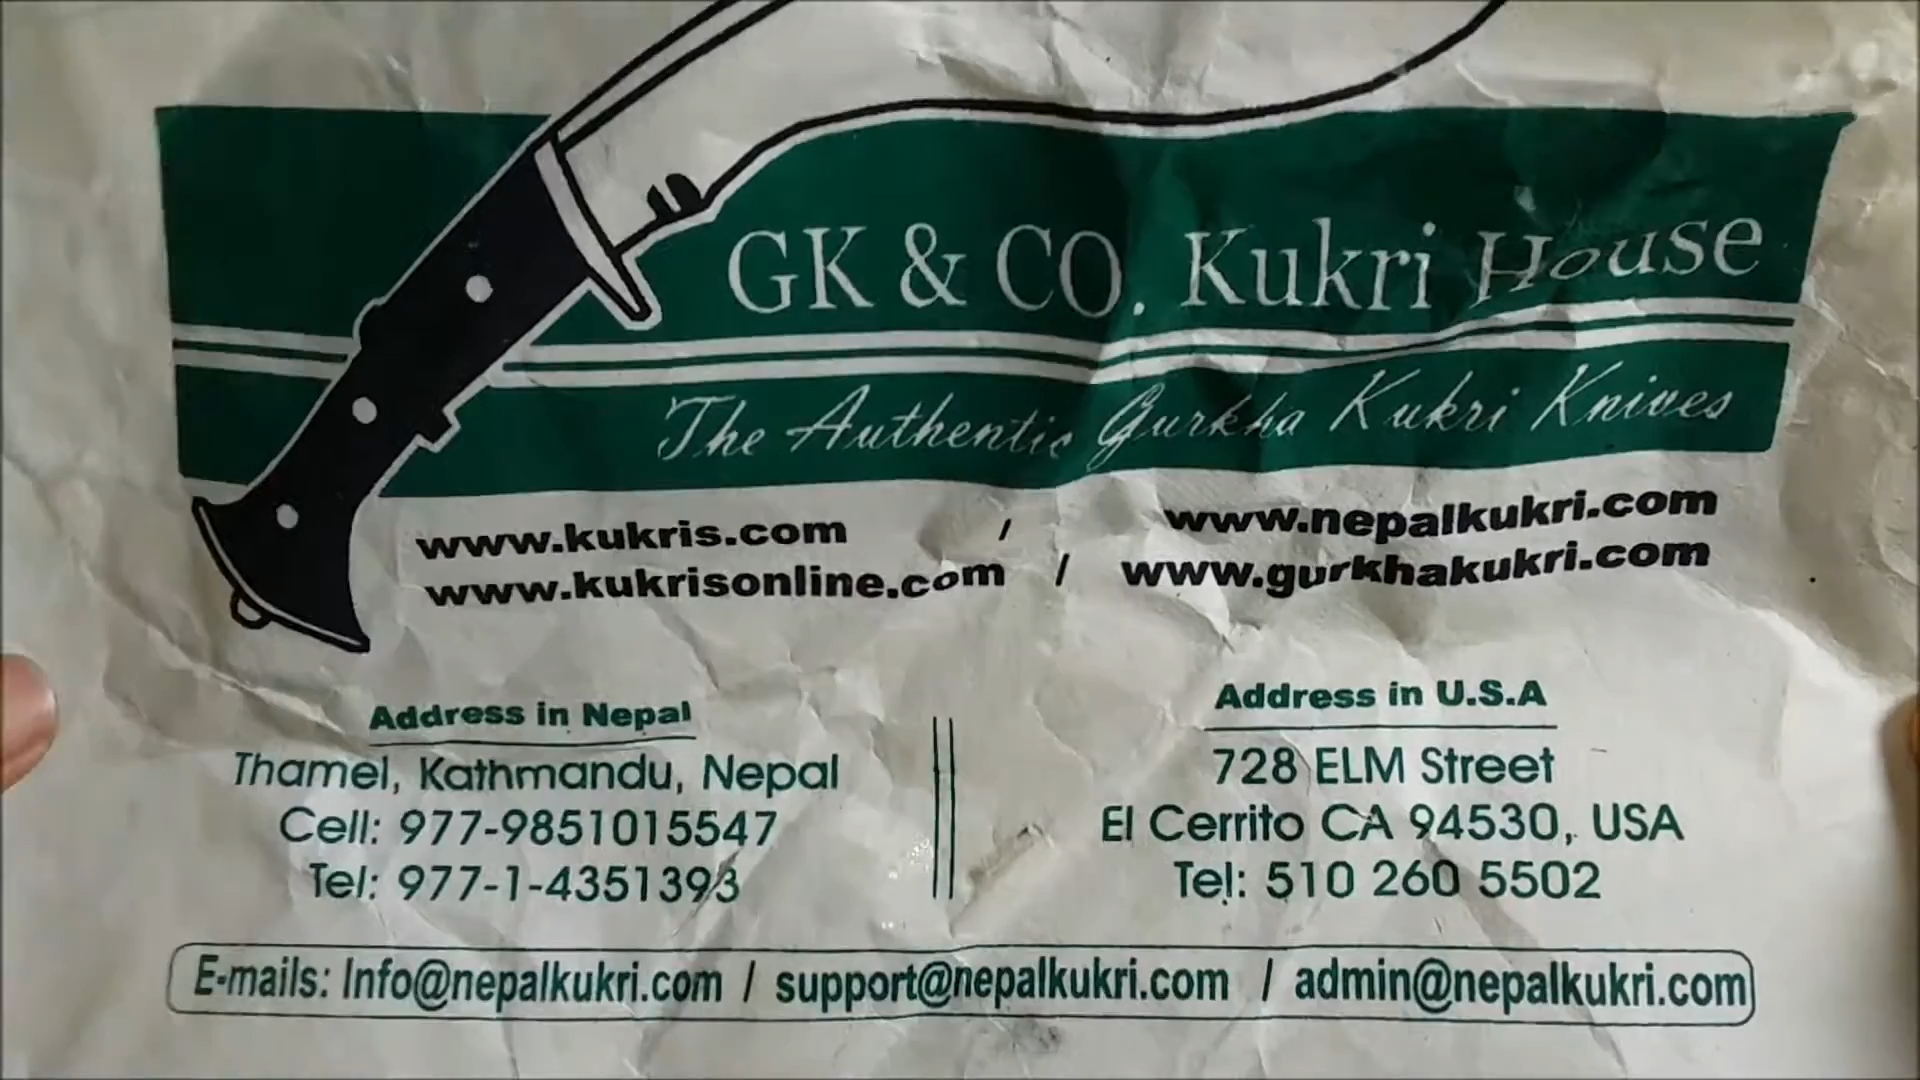 GK & CO. Kukri House
The Authentic Gurkha Kukri Knives
www.kukris.com / www.nepalkukri.com
www.kukrisonline.com / www.gurkhakukri.com
Address in Nepal
Thamel, Kathmandu, Nepal
Cell: 977-9851015547
Tel: 977-1-4351393
Address in U.S.A
728 ELM Street
El Cerrito CA 94530, USA
Tel: 510 260 5502
E-mails: Info@nepalkukri.com / support@nepalkukri.com / admin@nepalkukri.com